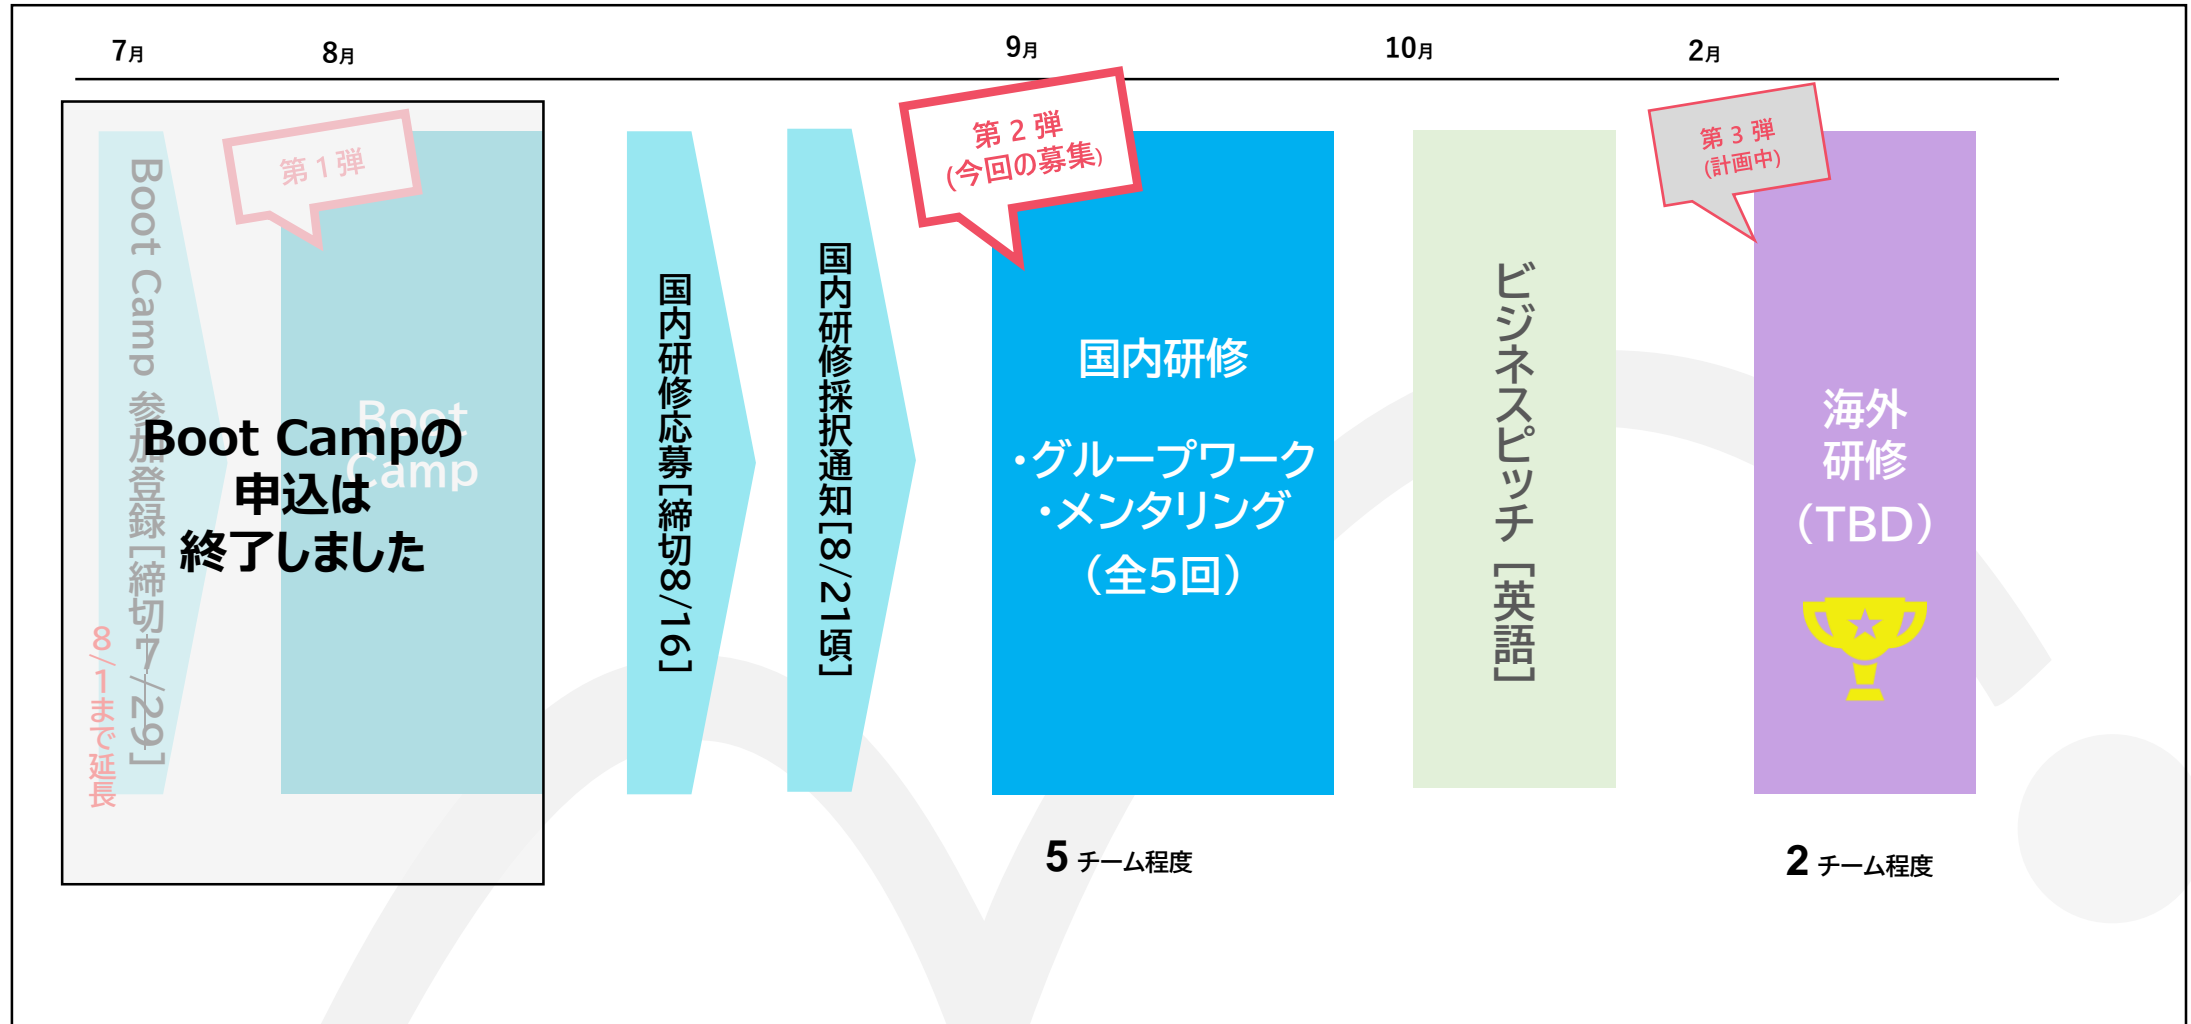 7月
8月
9月
10月
2月
第1弾
Boot Camp 参加登録[締切7/29]
8/1まで延長
Boot
Camp
Boot Campの
申込は
終了しました
国内研修応募[締切8/16]
国内研修採択通知[8/21頃]
第2弾
(今回の募集)
国内研修
・グループワーク
・メンタリング
（全5回）
5 チーム程度
ビジネスピッチ [英語]
第3弾
(計画中)
海外
研修
（TBD）
2 チーム程度